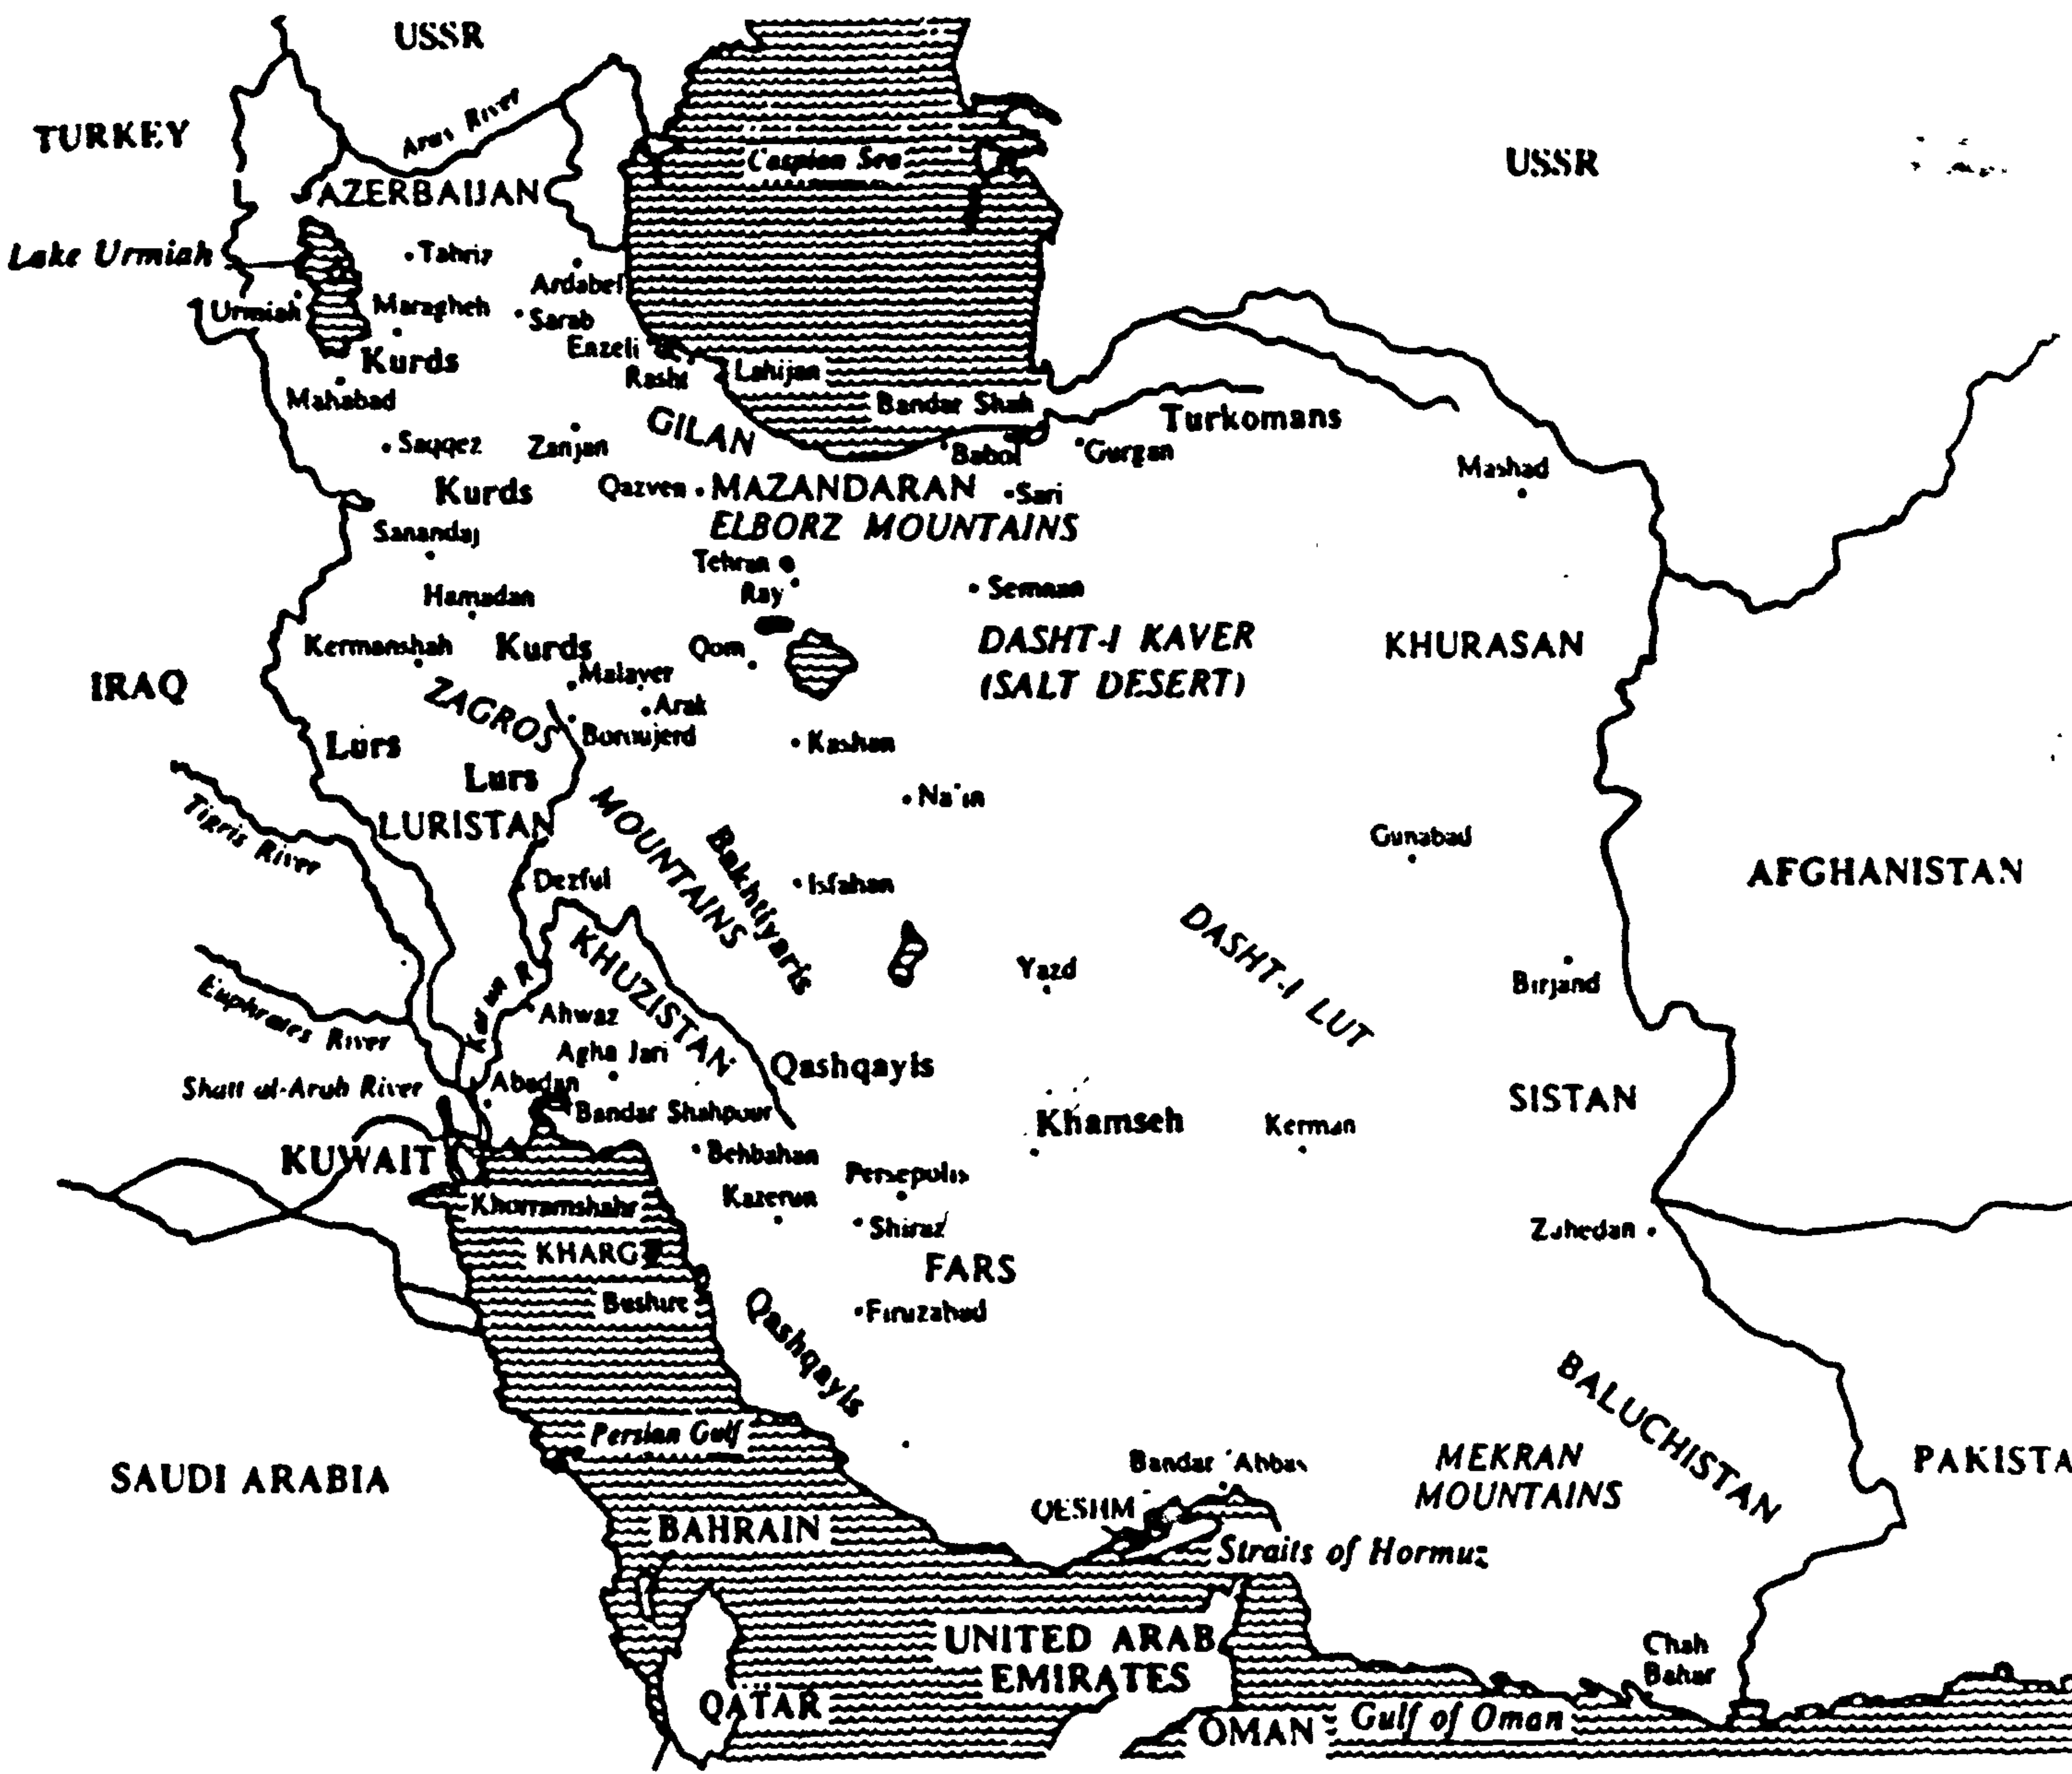 USSR
TURKEY
Aras River
Caspian Sea
USSR
AZERBAIJAN
Lake Urmiah
Tabriz
Ardabel
Urmiah
Maragheh
Sarab
Enzeli
Kurds
Rasht
Lahijan
Mahabad
Bandar Shah
Turkomans
GILAN
Saqqez
Zanjan
Babol
Gurgan
Mashad
Kurds
Qazven
MAZANDARAN
Sari
ELBORZ MOUNTAINS
Sanandaj
Tehran
Ray
Semnan
Hamadan
Kermanshah
Kurds
Qom
DASHT-I KAVER
(SALT DESERT)
KHURASAN
IRAQ
Malayer
ZAGROS
Arak
Boroujerd
Kashan
Lurs
Lurs
Na'in
Tigris River
LURISTAN
MOUNTAINS
Bakhtiyaris
Gunabad
AFGHANISTAN
Dezful
Isfahan
DASHT-I LUT
KHUZISTAN
Yazd
Birjand
Euphrates River
Karun R
Ahwaz
Agha Jari
Qashqayis
Shatt al-Arab River
Abadan
Bandar Shahpour
SISTAN
Khamseh
Kerman
KUWAIT
Behbahan
Persepolis
Kazerun
Khorramshahr
Shiraz
Zahedan
KHARG
FARS
Bushire
Firuzabad
Qashqayis
BALUCHISTAN
Persian Gulf
SAUDI ARABIA
Bandar 'Abbas
MEKRAN
MOUNTAINS
PAKISTA
QESHM
BAHRAIN
Straits of Hormuz
UNITED ARAB
EMIRATES
Chah
Bahar
QATAR
OMAN
Gulf of Oman